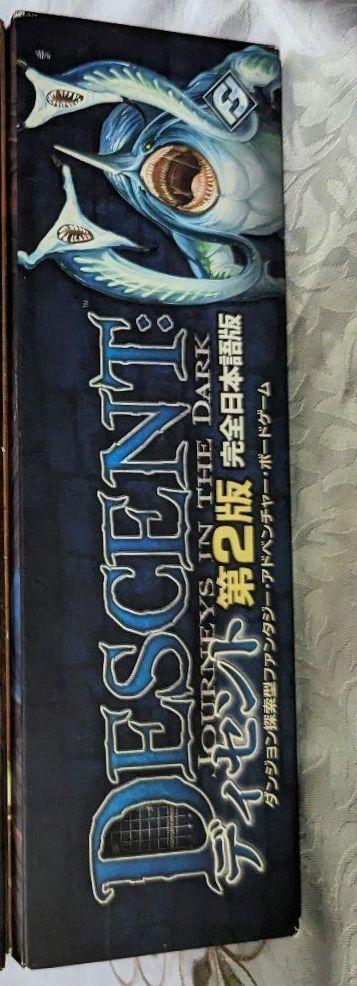 DESCENT:
JOURNEYS IN THE DARK
™
ディセント 第2版 完全日本語版
ダンジョン探索型ファンタジー・アドベンチャー・ボードゲーム